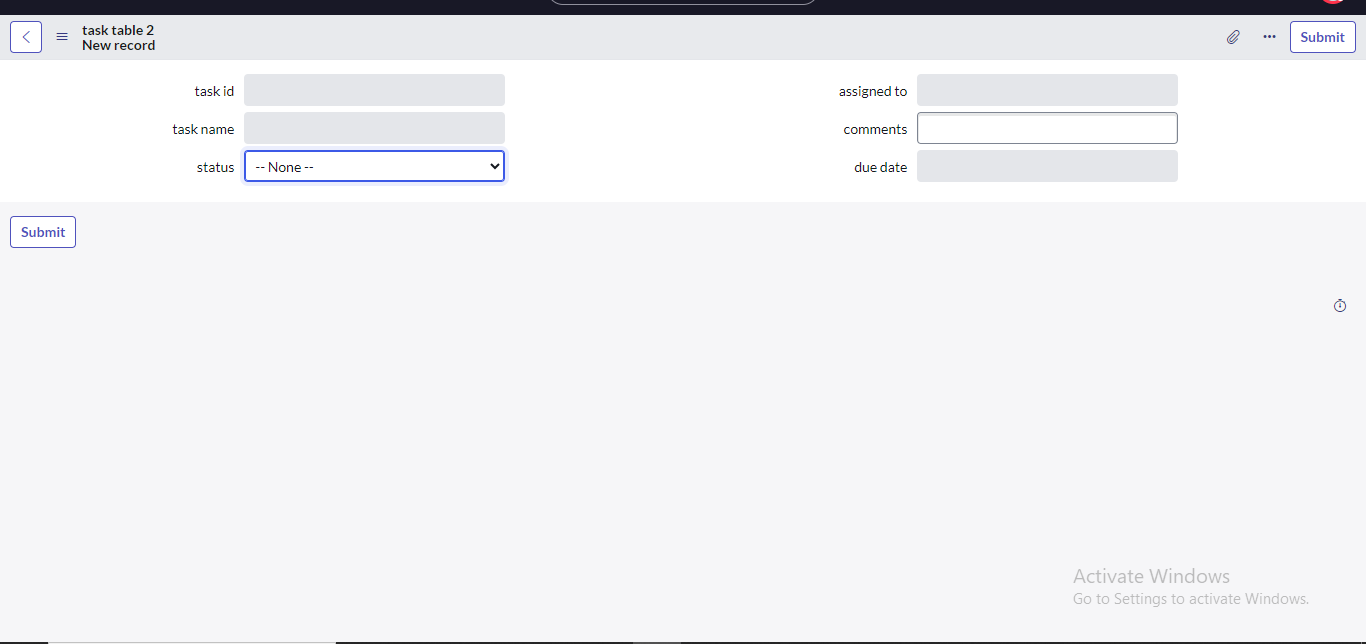 task table 2
New record
Submit
task id
task name
status
-- None --
assigned to
comments
due date
Submit
Activate Windows
Go to Settings to activate Windows.